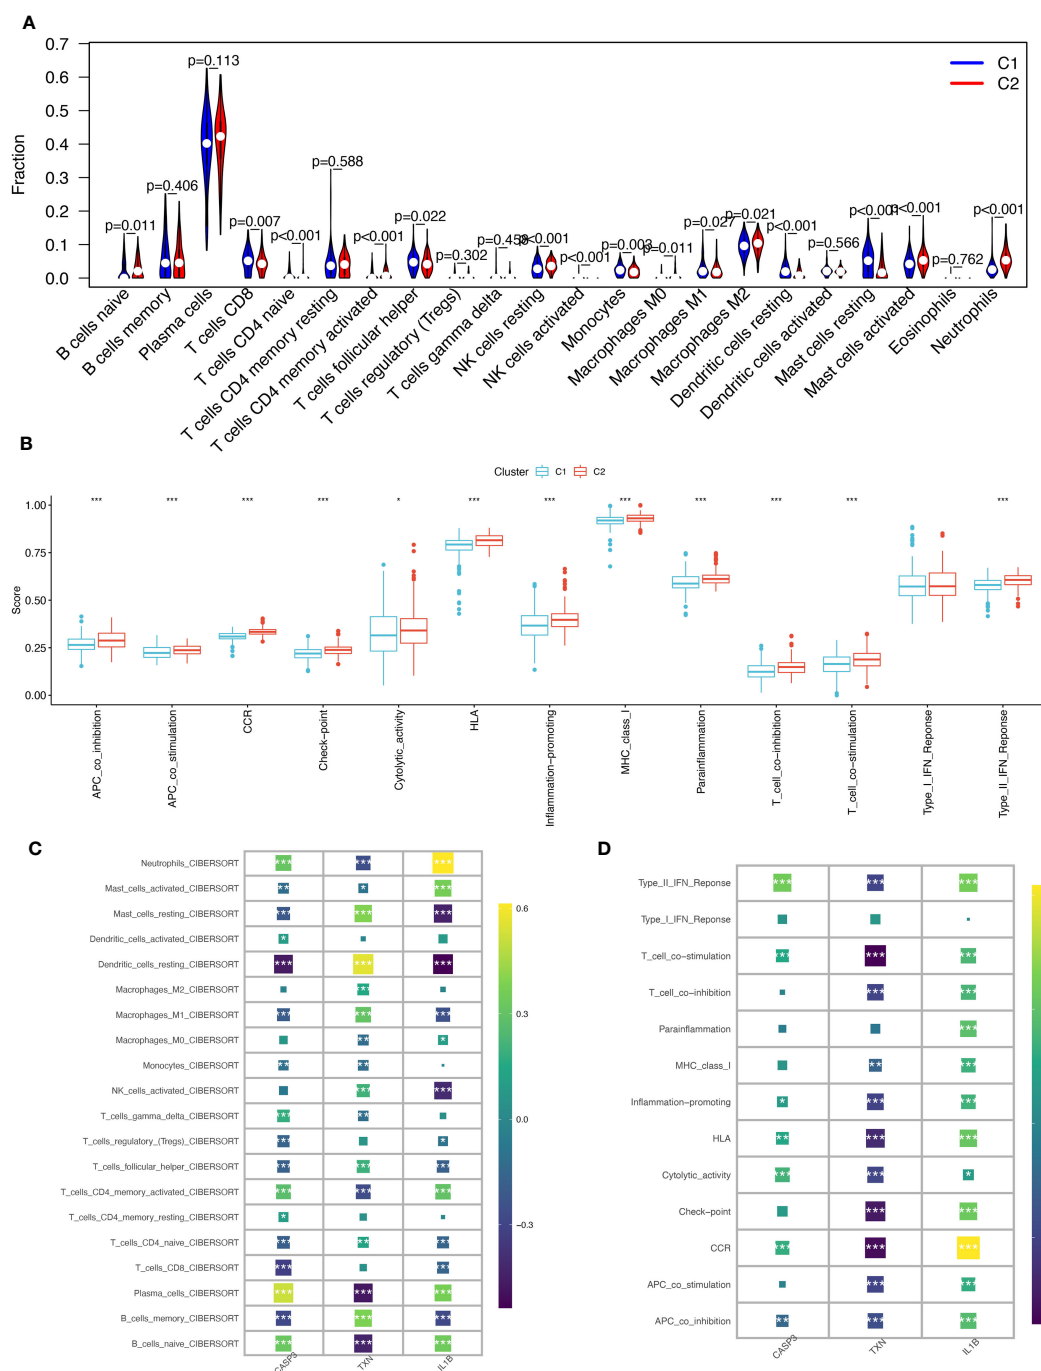 A
0.7
0.6
0.5
0.4
0.3
0.2
0.1
0.0
Fraction
C1
C2
p=0.011
p=0.406
p=0.113
p=0.007
p<0.001
p=0.588
p<0.001
p=0.022
p=0.302
p=0.458
p<0.001
p<0.001
p=0.003
p=0.011
p=0.027
p=0.021
p<0.001
p=0.566
p<0.001
p<0.001
p=0.762
p<0.001
B cells naive
B cells memory
Plasma cells
T cells CD8
T cells CD4 naive
T cells CD4 memory resting
T cells CD4 memory activated
T cells follicular helper
T cells regulatory (Tregs)
T cells gamma delta
NK cells resting
NK cells activated
Monocytes
Macrophages M0
Macrophages M1
Macrophages M2
Dendritic cells resting
Dendritic cells activated
Mast cells resting
Mast cells activated
Eosinophils
Neutrophils
B
Cluster C1 C2
*** *** *** *** * *** *** *** *** *** *** ***
1.00
0.75
0.50
0.25
0.00
Score
APC_co_inhibition
APC_co_stimulation
CCR
Check-point
Cytolytic_activity
HLA
Inflammation-promoting
MHC_class_I
Parainflammation
T_cell_co-inhibition
T_cell_co-stimulation
Type_I_IFN_Reponse
Type_II_IFN_Reponse
C
Neutrophils_CIBERSORT *** *** ***
Mast_cells_activated_CIBERSORT ** * ***
Mast_cells_resting_CIBERSORT *** *** ***
Dendritic_cells_activated_CIBERSORT *
Dendritic_cells_resting_CIBERSORT *** *** ***
Macrophages_M2_CIBERSORT ***
Macrophages_M1_CIBERSORT *** *** ***
Macrophages_M0_CIBERSORT ** *
Monocytes_CIBERSORT ** **
NK_cells_activated_CIBERSORT *** ***
T_cells_gamma_delta_CIBERSORT *** **
T_cells_regulatory_(Tregs)_CIBERSORT *** *
T_cells_follicular_helper_CIBERSORT *** *** ***
T_cells_CD4_memory_activated_CIBERSORT *** *** ***
T_cells_CD4_memory_resting_CIBERSORT *
T_cells_CD4_naive_CIBERSORT *** ** ***
T_cells_CD8_CIBERSORT *** ***
Plasma_cells_CIBERSORT *** *** ***
B_cells_memory_CIBERSORT *** *** ***
B_cells_naive_CIBERSORT *** *** ***
CASP3
TXN
IL1B
0.6
0.3
0.0
−0.3
D
Type_II_IFN_Reponse *** *** ***
Type_I_IFN_Reponse
T_cell_co-stimulation *** *** ***
T_cell_co-inhibition *** ***
Parainflammation ***
MHC_class_I ** ***
Inflammation-promoting * *** ***
HLA ** *** ***
Cytolytic_activity *** *** *
Check-point *** ***
CCR *** *** ***
APC_co_stimulation *** ***
APC_co_inhibition ** *** ***
CASP3
TXN
IL1B